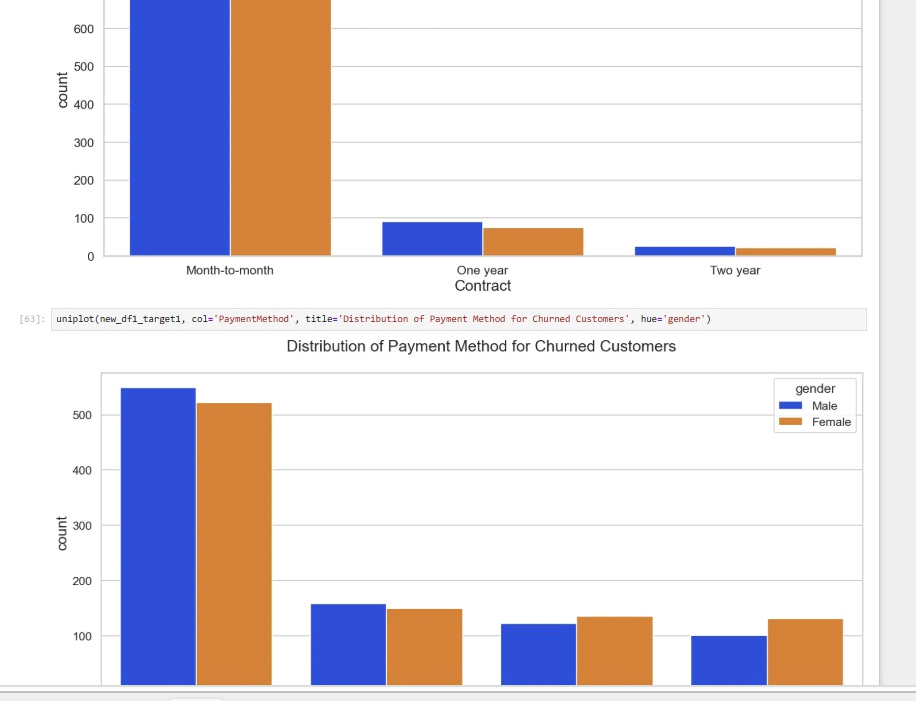 600
500
400
300
200
100
0
count
Month-to-month
One year
Two year
Contract
[63]: uniplot(new_df1_target1, col='PaymentMethod', title='Distribution of Payment Method for Churned Customers', hue='gender')
Distribution of Payment Method for Churned Customers
gender
Male
Female
500
400
300
200
100
count